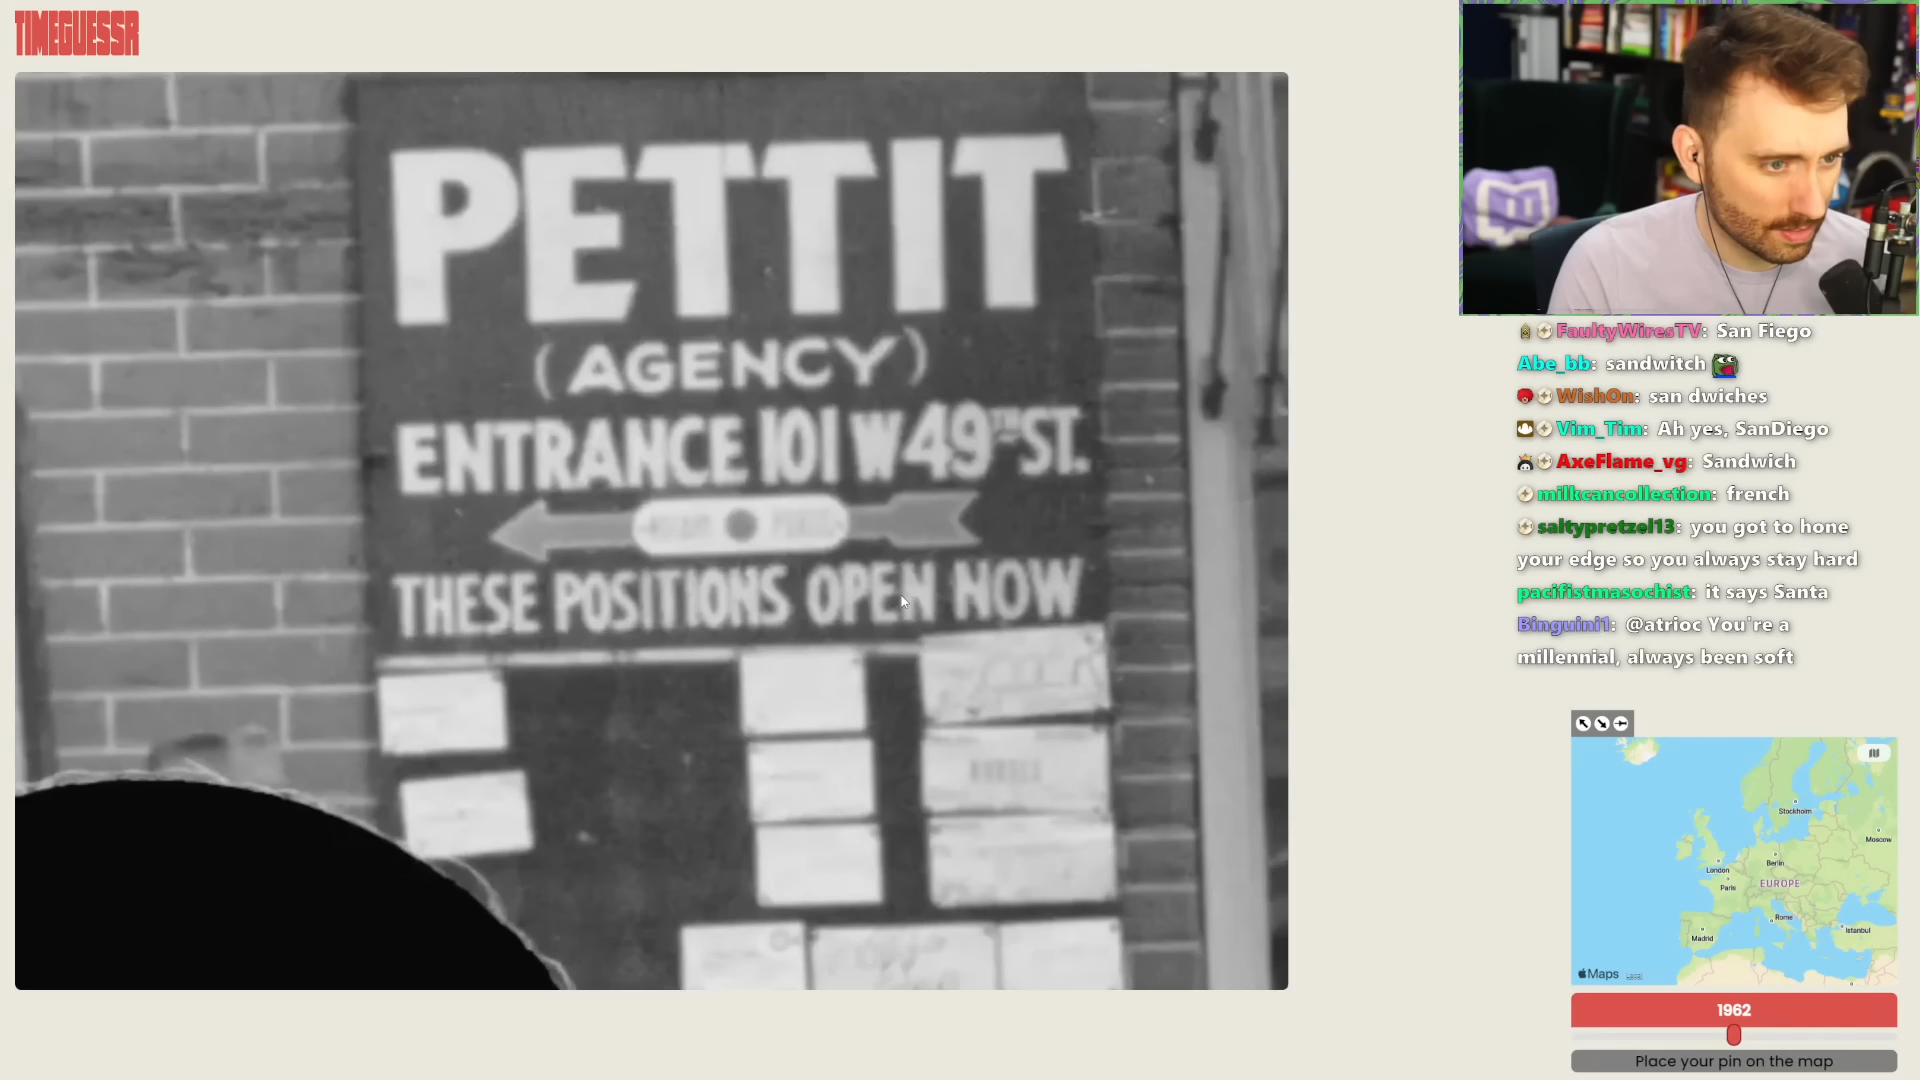 TIMEGUESSR
PETTIT
(AGENCY)
ENTRANCE 101 W 49TH ST.
THESE POSITIONS OPEN NOW
FaultyWiresTV: San Fiego
Abe_bb: sandwitch
WishOn: san dwiches
Vim_Tim: Ah yes, SanDiego
AxeFlame_vg: Sandwich
milkcancollection: french
saltypretzel13: you got to hone
your edge so you always stay hard
pacifistmasochist: it says Santa
Binguini1: @atrioc You're a
millennial, always been soft
Stockholm
Moscow
Berlin
London
Paris
EUROPE
Rome
Istanbul
Madrid
Maps
Legal
1962
Place your pin on the map